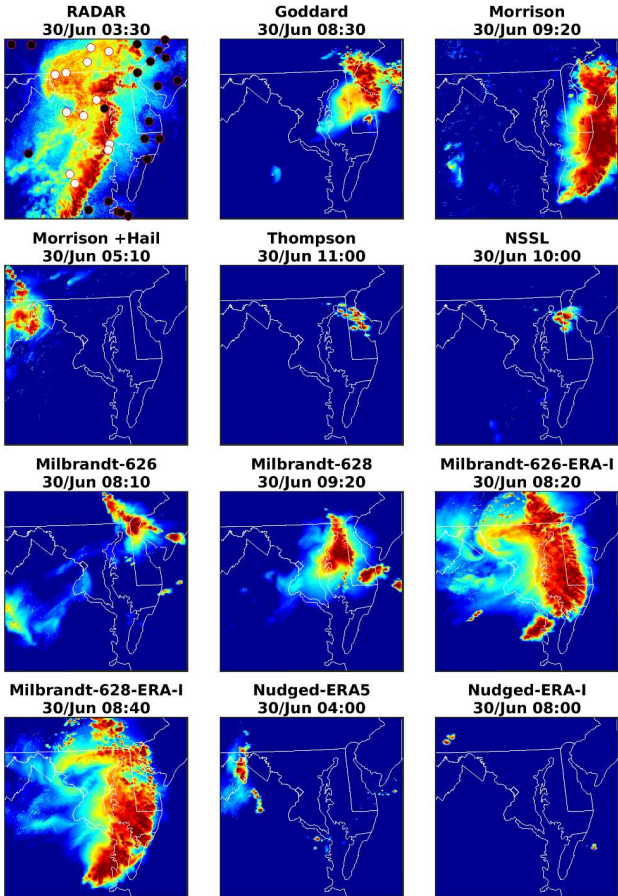 RADAR
30/Jun 03:30
Goddard
30/Jun 08:30
Morrison
30/Jun 09:20
Morrison +Hail
30/Jun 05:10
Thompson
30/Jun 11:00
NSSL
30/Jun 10:00
Milbrandt-626
30/Jun 08:10
Milbrandt-628
30/Jun 09:20
Milbrandt-626-ERA-I
30/Jun 08:20
Milbrandt-628-ERA-I
30/Jun 08:40
Nudged-ERA5
30/Jun 04:00
Nudged-ERA-I
30/Jun 08:00